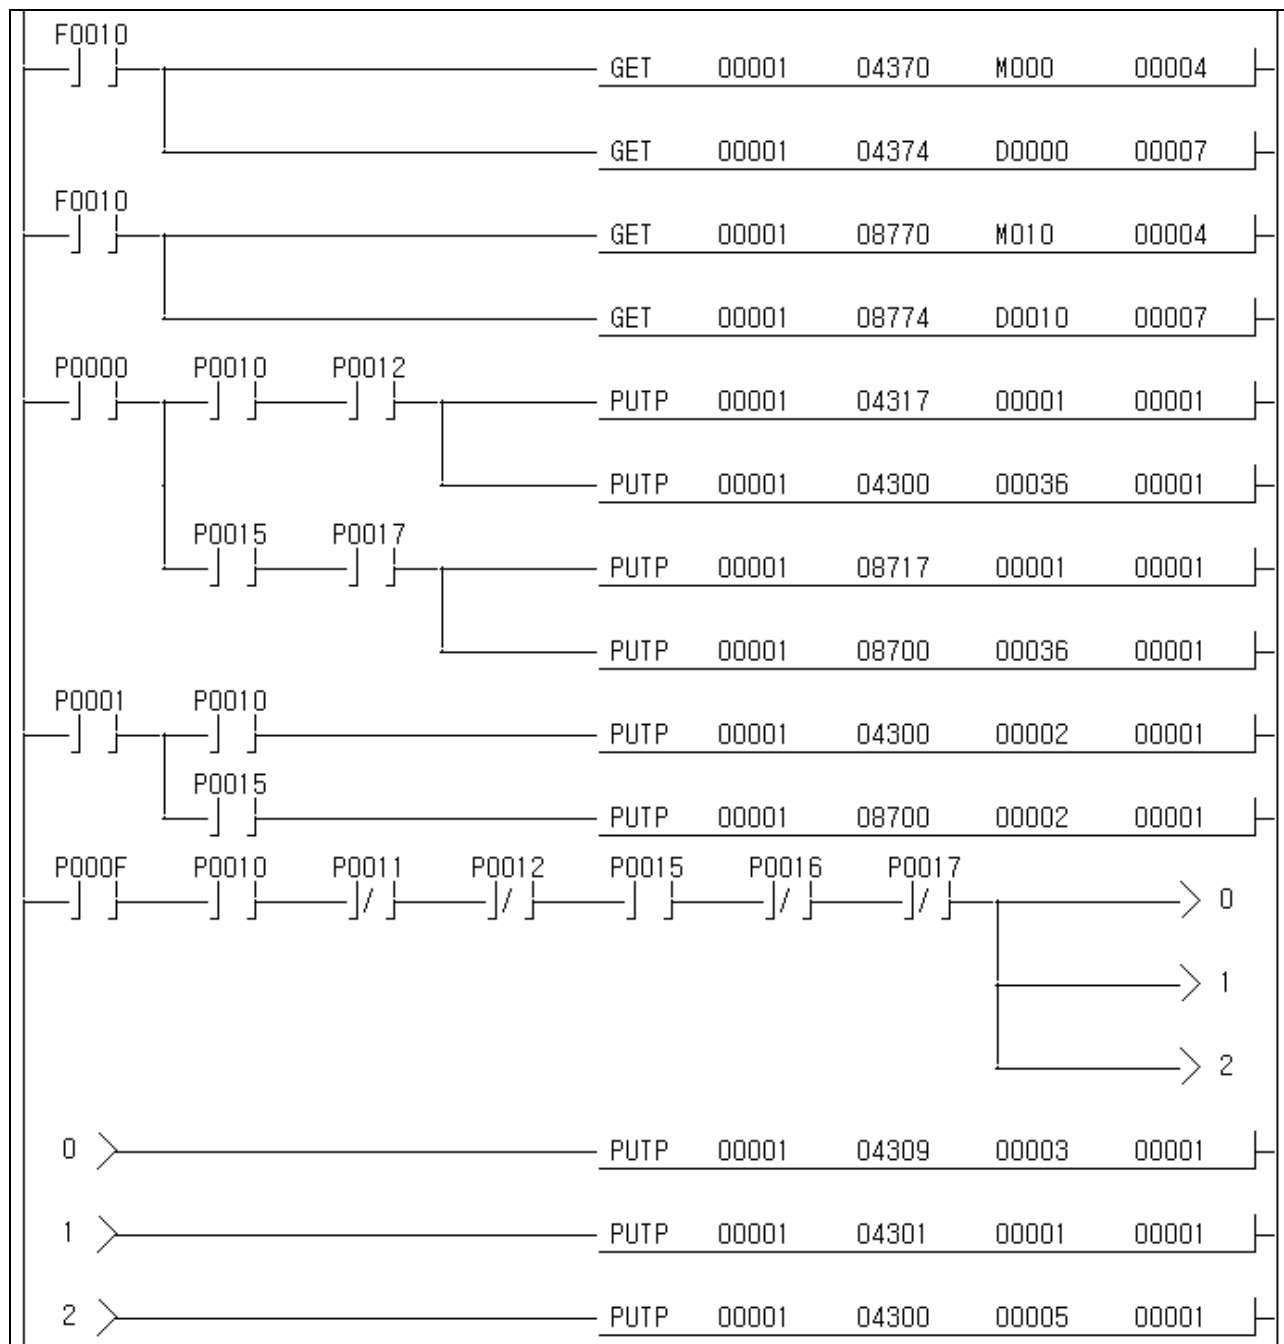 F0010
GET 00001 04370 M000 00004
GET 00001 04374 D0000 00007
F0010
GET 00001 08770 M010 00004
GET 00001 08774 D0010 00007
P0000 P0010 P0012
PUTP 00001 04317 00001 00001
PUTP 00001 04300 00036 00001
P0015 P0017
PUTP 00001 08717 00001 00001
PUTP 00001 08700 00036 00001
P0001 P0010
PUTP 00001 04300 00002 00001
P0015
PUTP 00001 08700 00002 00001
P000F P0010 P0011 P0012 P0015 P0016 P0017
0
1
2
0 PUTP 00001 04309 00003 00001
1 PUTP 00001 04301 00001 00001
2 PUTP 00001 04300 00005 00001